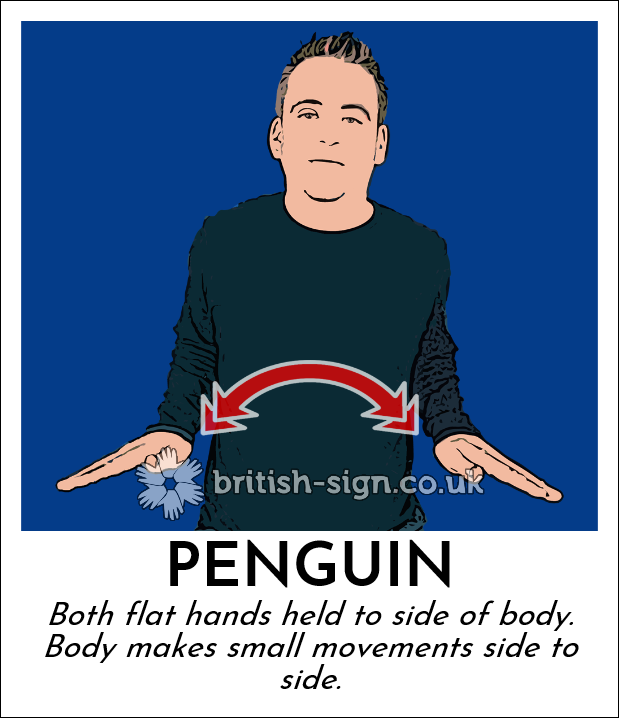 british-sign.co.uk
PENGUIN
Both flat hands held to side of body.
Body makes small movements side to
side.